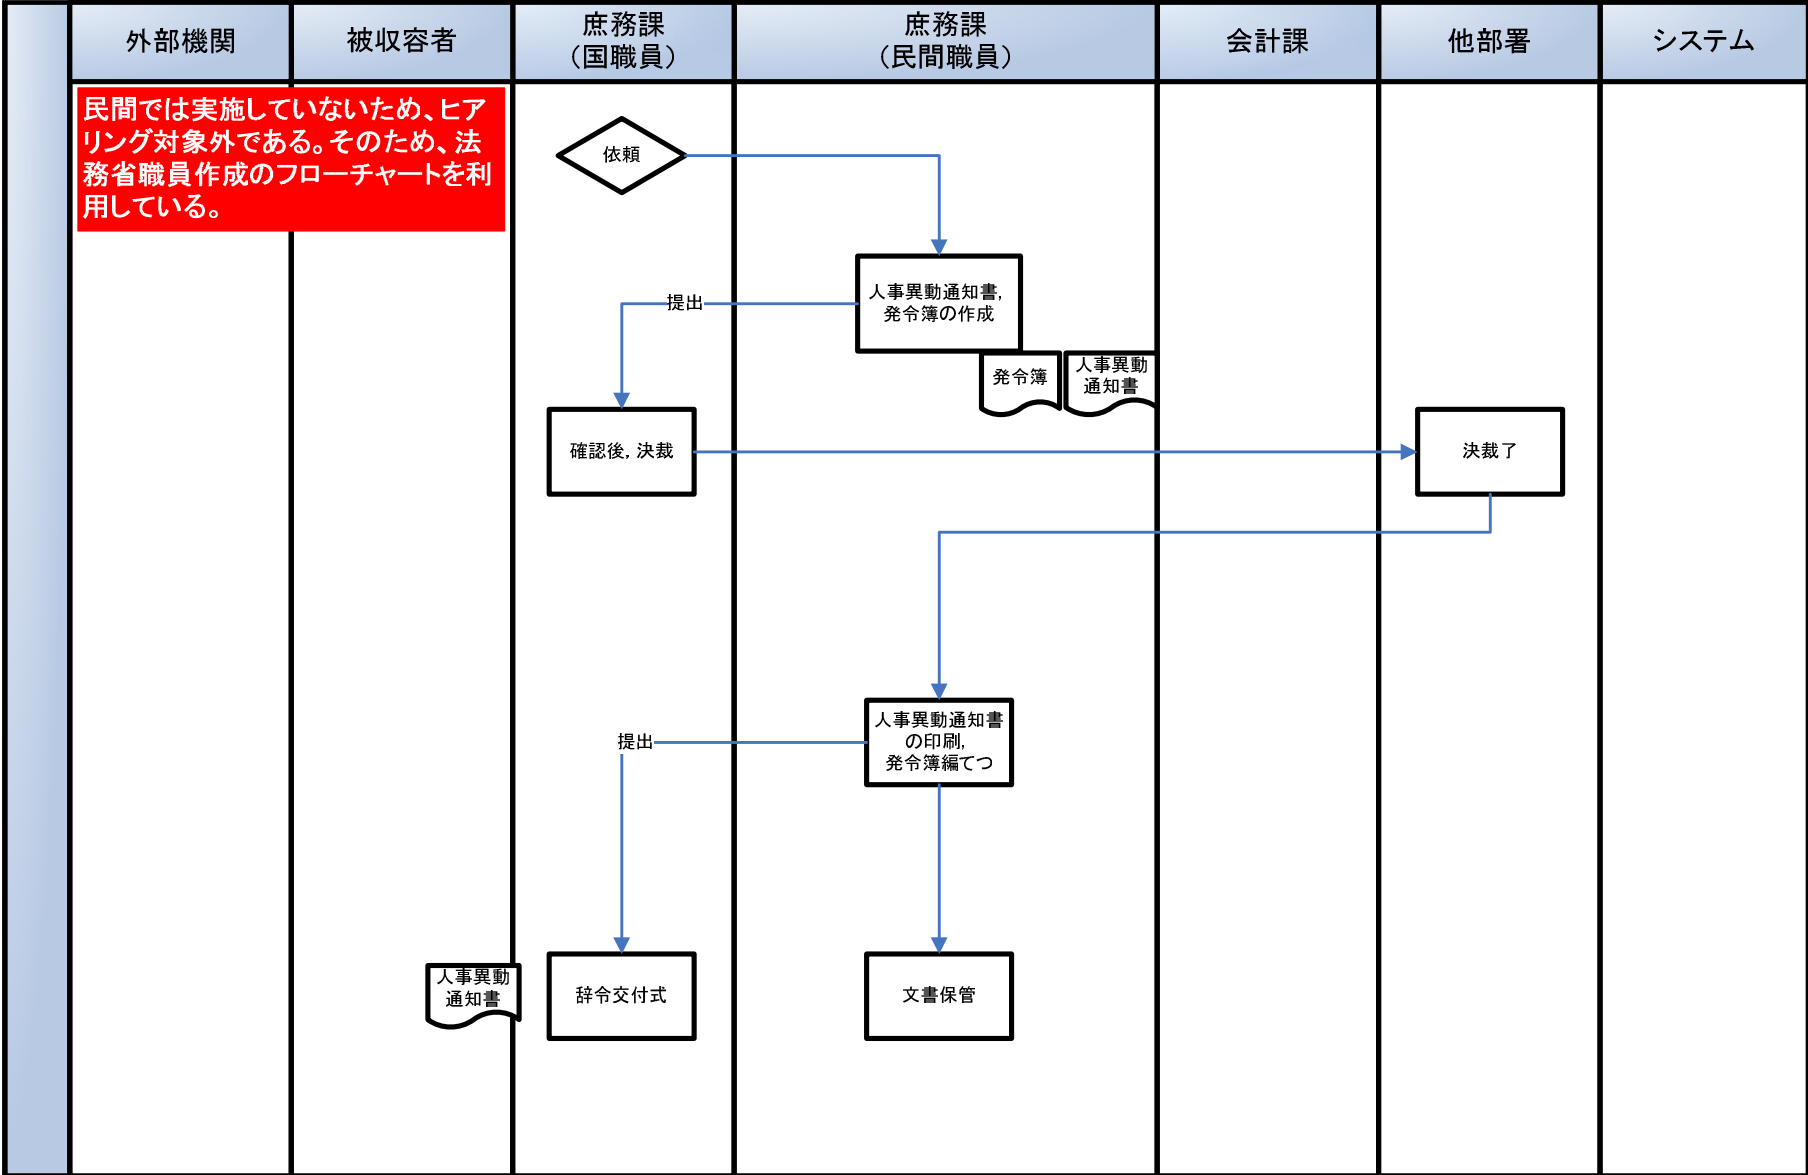 外部機関
被収容者
庶務課
（国職員）
庶務課
（民間職員）
会計課
他部署
システム
民間では実施していないため、ヒア
リング対象外である。そのため、法
務省職員作成のフローチャートを利
用している。
依頼
人事異動通知書,
発令簿の作成
提出
発令簿
人事異動
通知書
確認後, 決裁
決裁了
人事異動通知書
の印刷,
発令簿編てつ
提出
人事異動
通知書
辞令交付式
文書保管